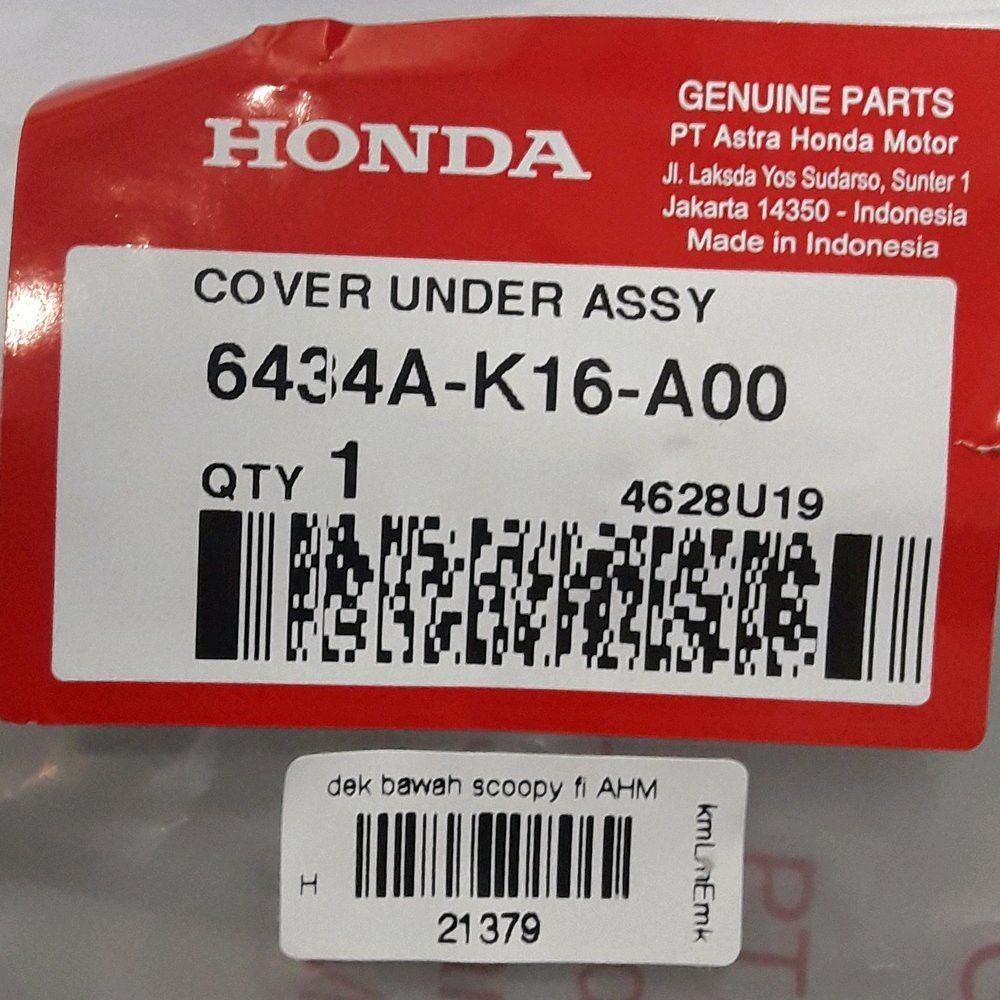 HONDA
GENUINE PARTS
PT Astra Honda Motor
Jl. Laksda Yos Sudarso, Sunter 1
Jakarta 14350 - Indonesia
Made in Indonesia
COVER UNDER ASSY
6434A-K16-A00
QTY 1
4628U19
dek bawah scoopy fi AHM
H
21379
PT